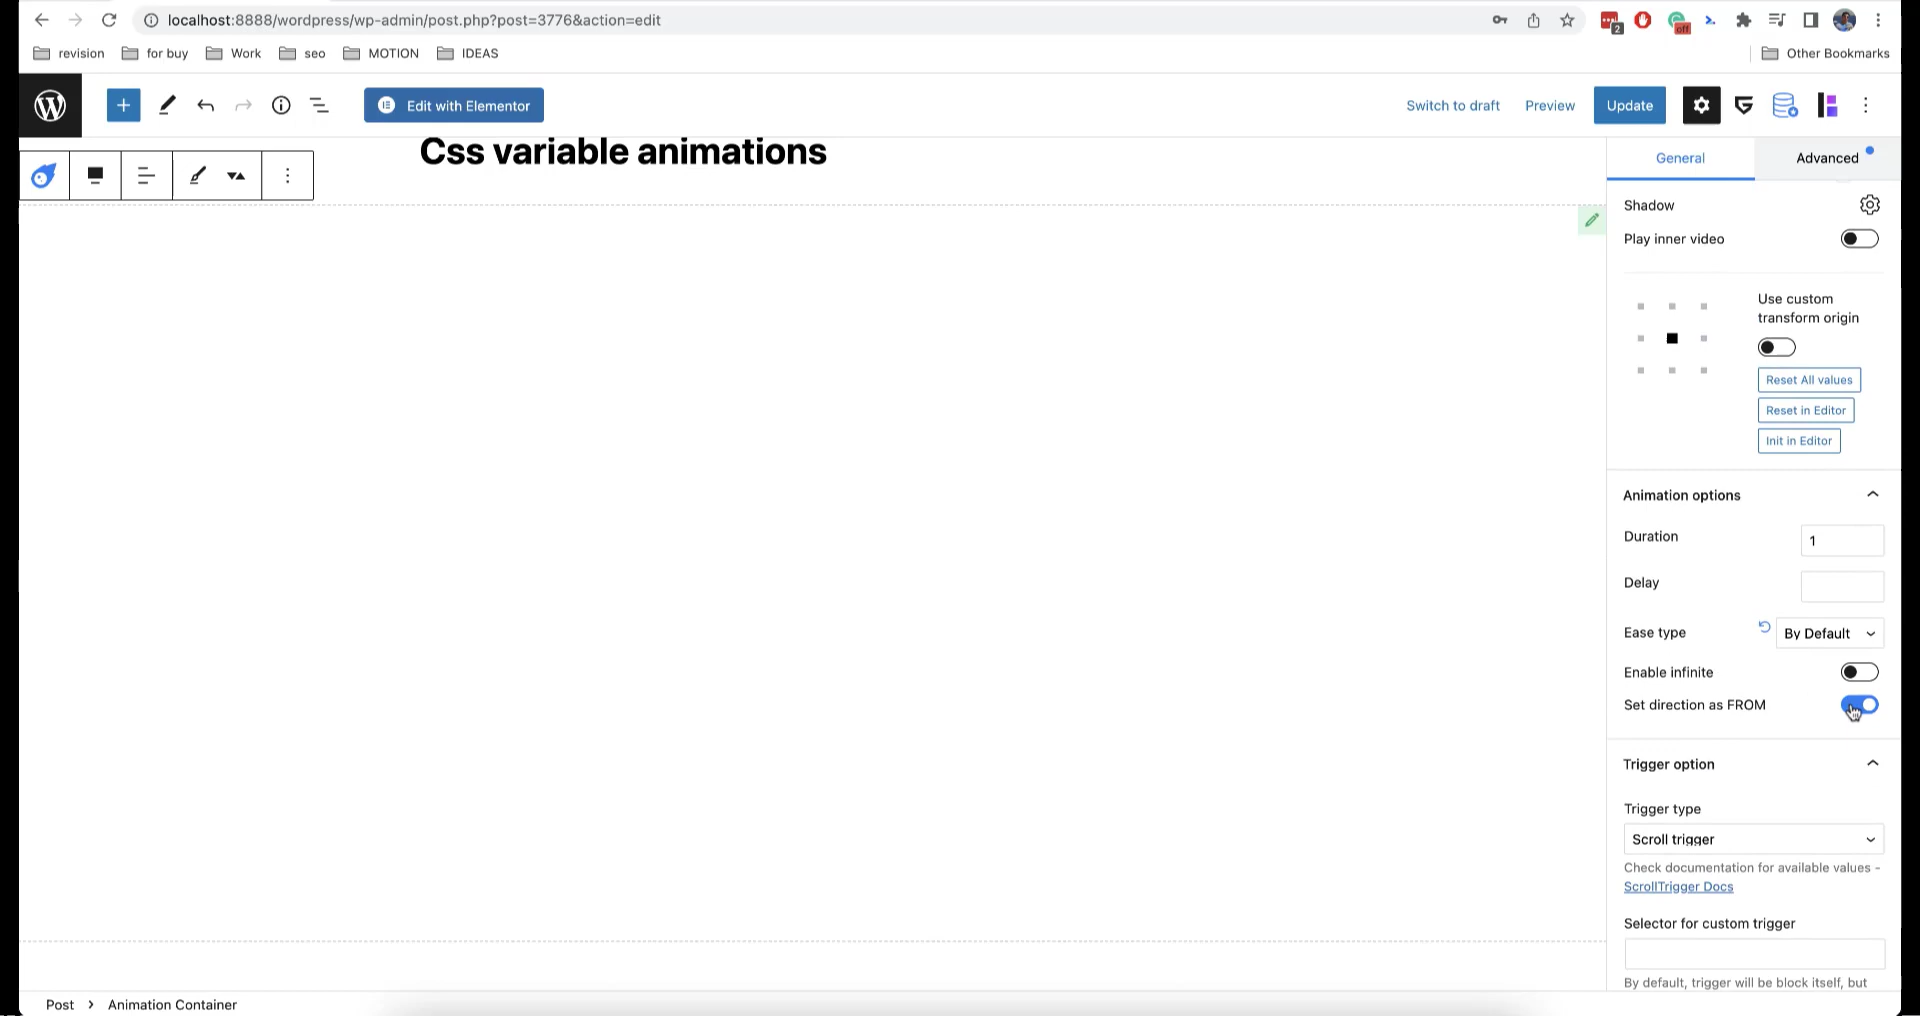 localhost:8888/wordpress/wp-admin/post.php?post=3776&action=edit
2
off
revision
for buy
Work
seo
MOTION
IDEAS
Other Bookmarks
Edit with Elementor
Switch to draft
Preview
Update
Css variable animations
General
Advanced
Shadow
Play inner video
Use custom
transform origin
Reset All values
Reset in Editor
Init in Editor
Animation options
Duration
1
Delay
Ease type
By Default
Enable infinite
Set direction as FROM
Trigger option
Trigger type
Scroll trigger
Check documentation for available values -
ScrollTrigger Docs
Selector for custom trigger
By default, trigger will be block itself, but
Post
Animation Container